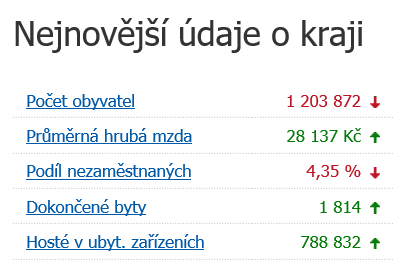 Nejnovější údaje o kraji
Počet obyvatel 1 203 872
Průměrná hrubá mzda 28 137 Kč
Podíl nezaměstnaných 4,35 %
Dokončené byty 1 814
Hosté v ubyt. zařízeních 788 832